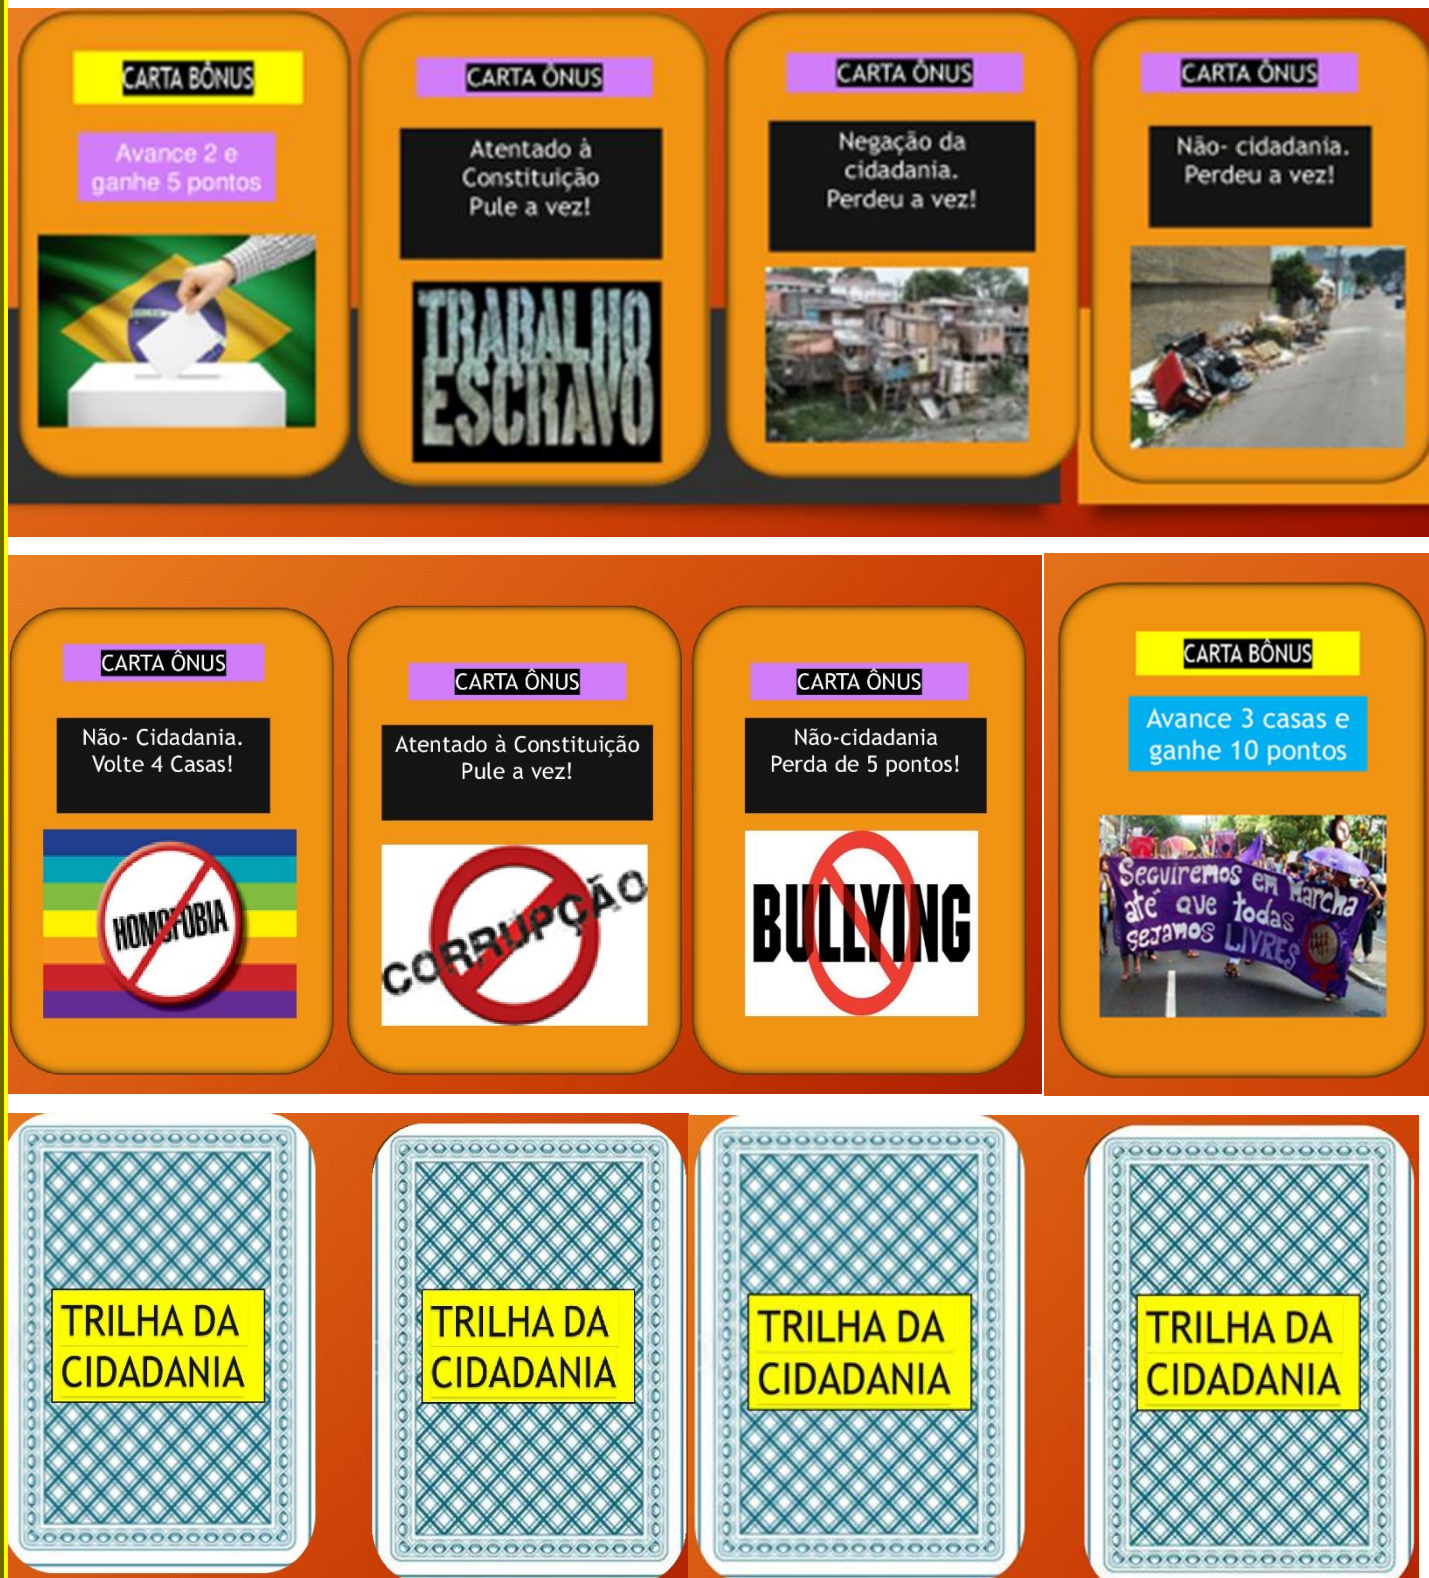 CARTA BÔNUS
Avance 2 e
ganhe 5 pontos
CARTA ÔNUS
Atentado à
Constituição
Pule a vez!
TRABALHO
ESCRAVO
CARTA ÔNUS
Negação da
cidadania.
Perdeu a vez!
CARTA ÔNUS
Não- cidadania.
Perdeu a vez!
CARTA ÔNUS
Não- Cidadania.
Volte 4 Casas!
HOMOFOBIA
CARTA ÔNUS
Atentado à Constituição
Pule a vez!
CORRUPÇÃO
CARTA ÔNUS
Não-cidadania
Perda de 5 pontos!
BULLYING
CARTA BÔNUS
Avance 3 casas e
ganhe 10 pontos
Seguiremos em Marcha
até que todas
sejamos LIVRES
TRILHA DA
CIDADANIA
TRILHA DA
CIDADANIA
TRILHA DA
CIDADANIA
TRILHA DA
CIDADANIA